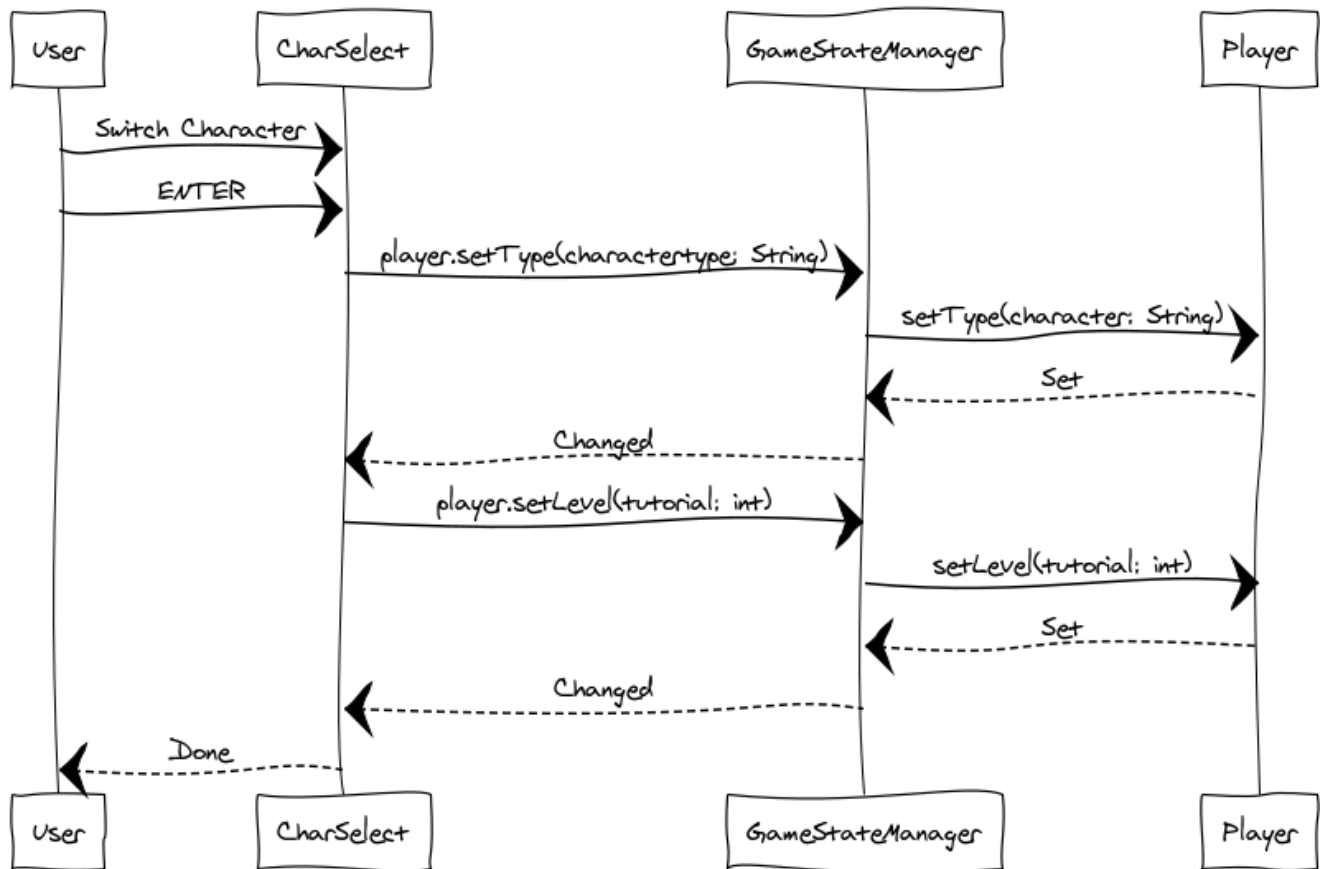 User
CharSelect
GameStateManager
Player
Switch Character
ENTER
player.setType(charactertype: String)
setType(character: String)
Set
Changed
player.setLevel(tutorial: int)
setLevel(tutorial: int)
Set
Changed
Done
User
CharSelect
GameStateManager
Player